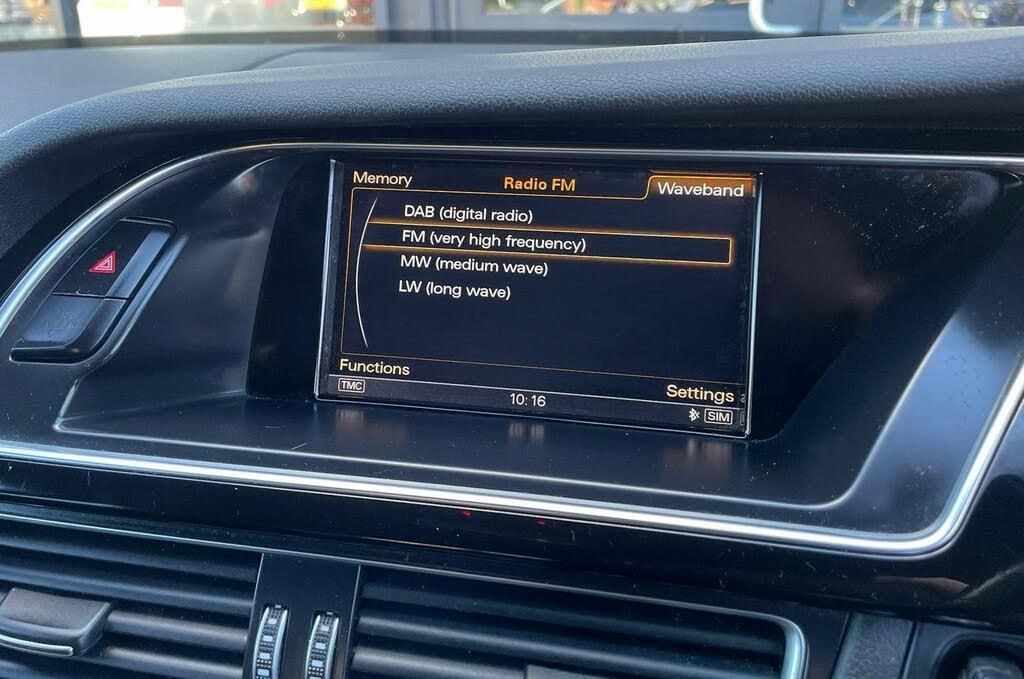 Memory Radio FM Waveband
DAB (digital radio)
FM (very high frequency)
MW (medium wave)
LW (long wave)
Functions
Settings
TMC 10:16 SIM